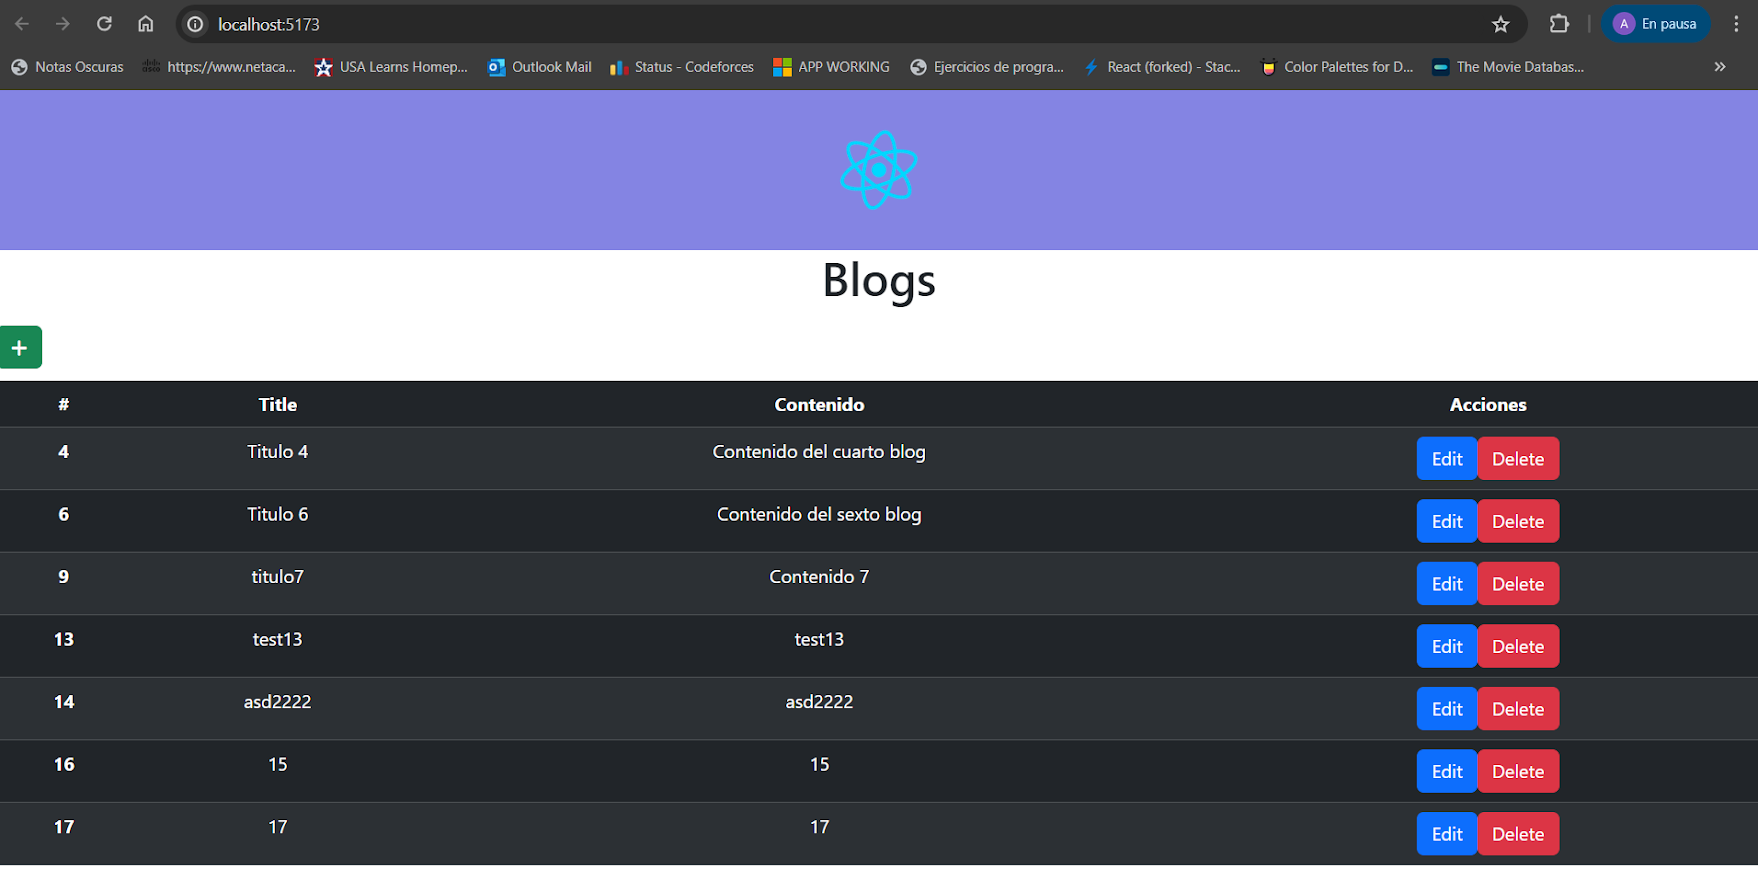 localhost:5173
A En pausa
Notas Oscuras https://www.netaca... USA Learns Homep... Outlook Mail Status - Codeforces APP WORKING Ejercicios de progra... React (forked) - Stac... Color Palettes for D... The Movie Databas... »
Blogs
+
# Title Contenido Acciones
4 Titulo 4 Contenido del cuarto blog Edit Delete
6 Titulo 6 Contenido del sexto blog Edit Delete
9 titulo7 Contenido 7 Edit Delete
13 test13 test13 Edit Delete
14 asd2222 asd2222 Edit Delete
16 15 15 Edit Delete
17 17 17 Edit Delete